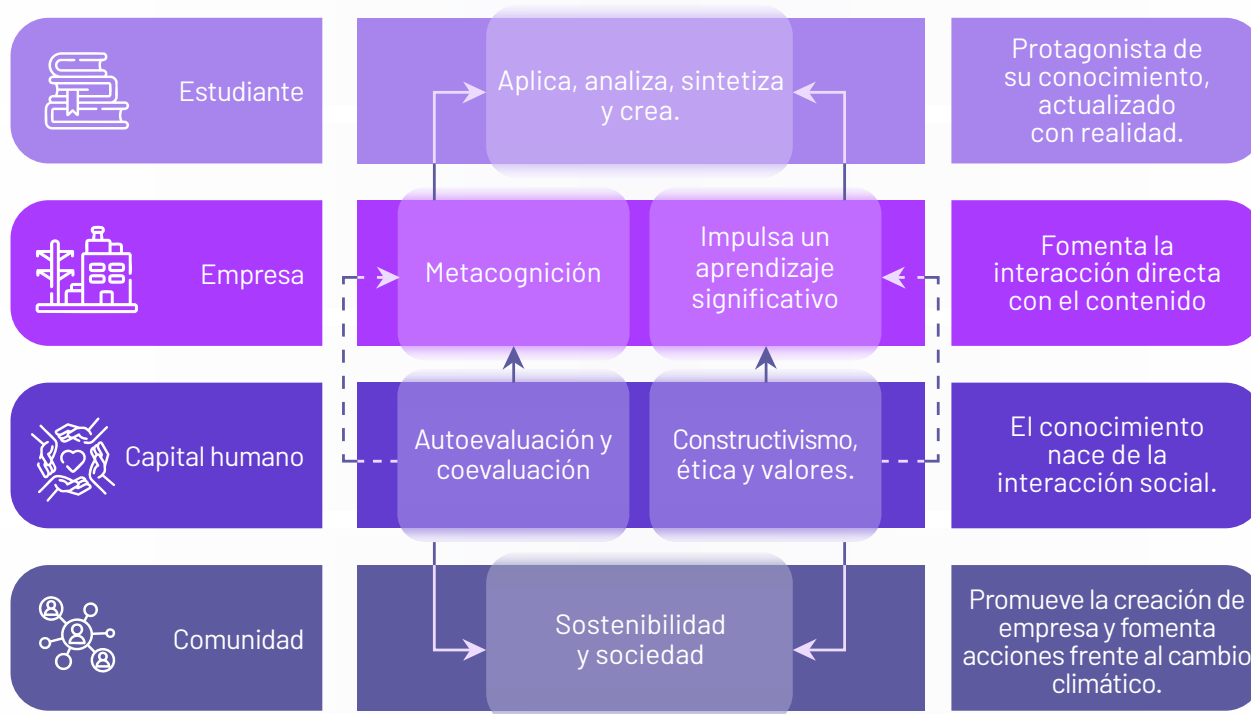 Estudiante
Aplica, analiza, sintetiza
y crea.
Protagonista de
su conocimiento,
actualizado
con realidad.
Empresa
Metacognición
Impulsa un
aprendizaje
significativo
Fomenta la
interacción directa
con el contenido
Capital humano
Autoevaluación y
coevaluación
Constructivismo,
ética y valores.
El conocimiento
nace de la
interacción social.
Comunidad
Sostenibilidad
y sociedad
Promueve la creación de
empresa y fomenta
acciones frente al cambio
climático.